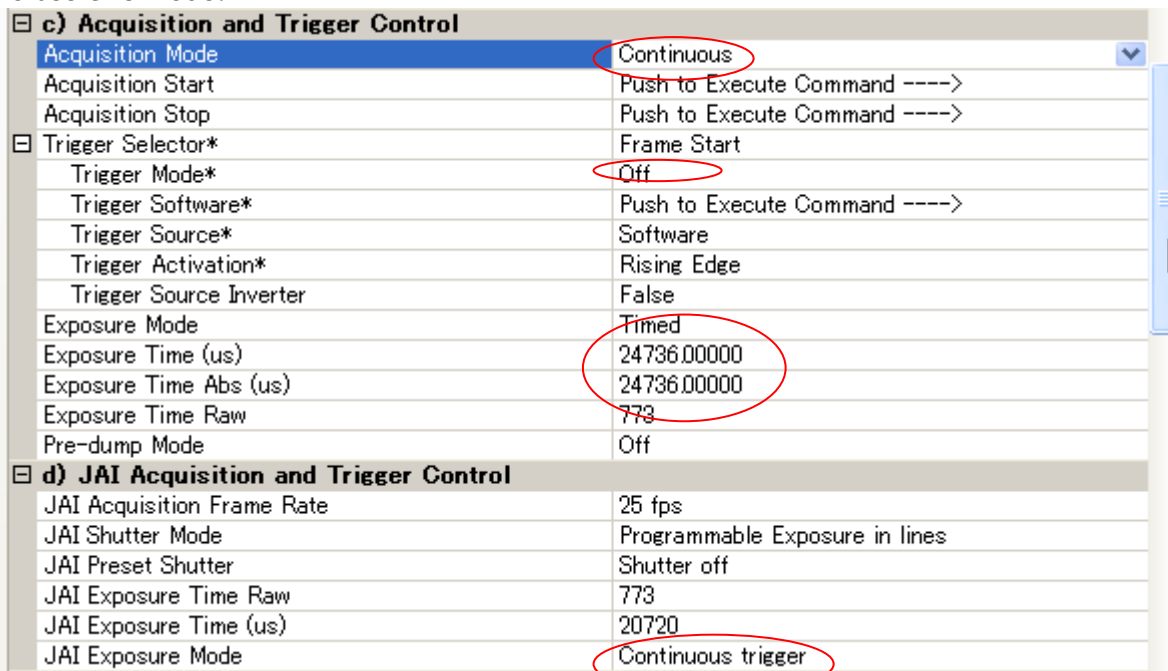 c) Acquisition and Trigger Control
Acquisition Mode Continuous
Acquisition Start Push to Execute Command ---->
Acquisition Stop Push to Execute Command ---->
Trigger Selector* Frame Start
Trigger Mode* Off
Trigger Software* Push to Execute Command ---->
Trigger Source* Software
Trigger Activation* Rising Edge
Trigger Source Inverter False
Exposure Mode Timed
Exposure Time (us) 24736.00000
Exposure Time Abs (us) 24736.00000
Exposure Time Raw 773
Pre-dump Mode Off
d) JAI Acquisition and Trigger Control
JAI Acquisition Frame Rate 25 fps
JAI Shutter Mode Programmable Exposure in lines
JAI Preset Shutter Shutter off
JAI Exposure Time Raw 773
JAI Exposure Time (us) 20720
JAI Exposure Mode Continuous trigger